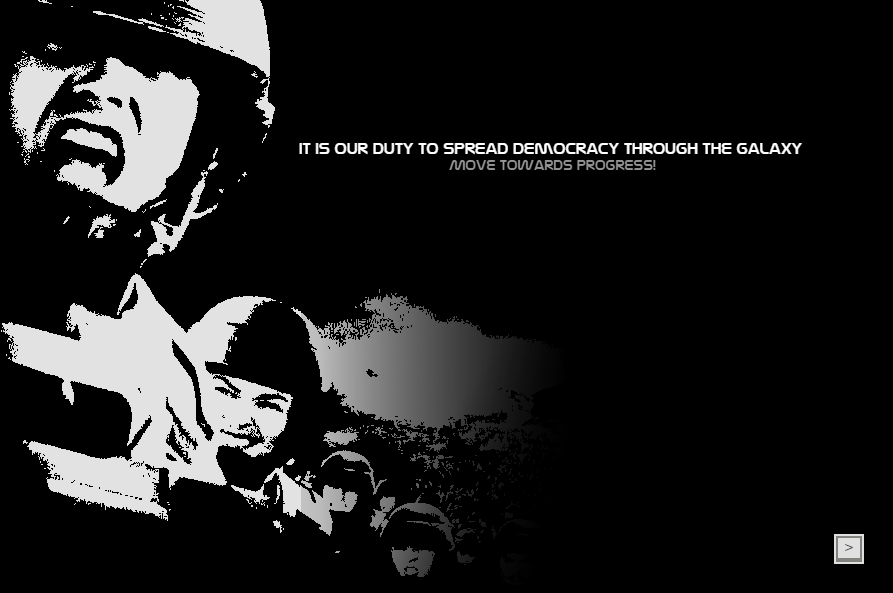 IT IS OUR DUTY TO SPREAD DEMOCRACY THROUGH THE GALAXY
MOVE TOWARDS PROGRESS!
>